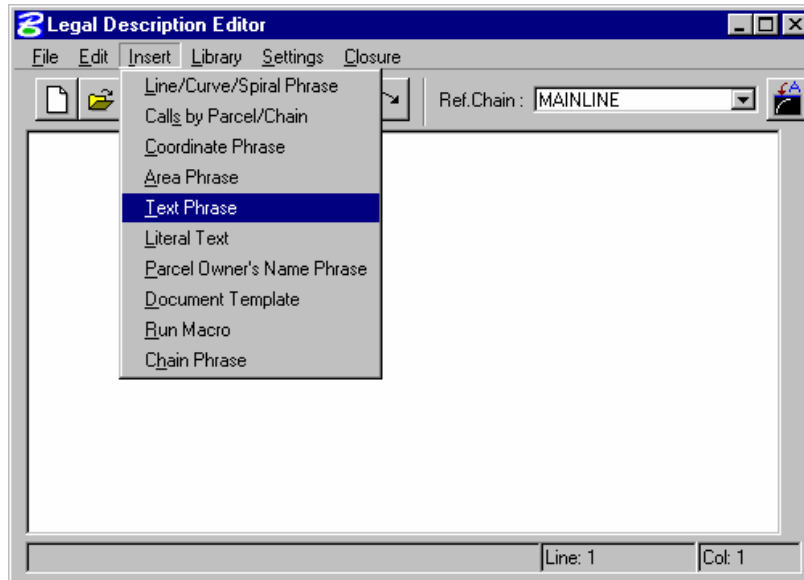 Legal Description Editor
File Edit Insert Library Settings Closure
Ref.Chain : MAINLINE
A
Line/Curve/Spiral Phrase
Calls by Parcel/Chain
Coordinate Phrase
Area Phrase
Text Phrase
Literal Text
Parcel Owner's Name Phrase
Document Template
Run Macro
Chain Phrase
Line: 1 Col: 1